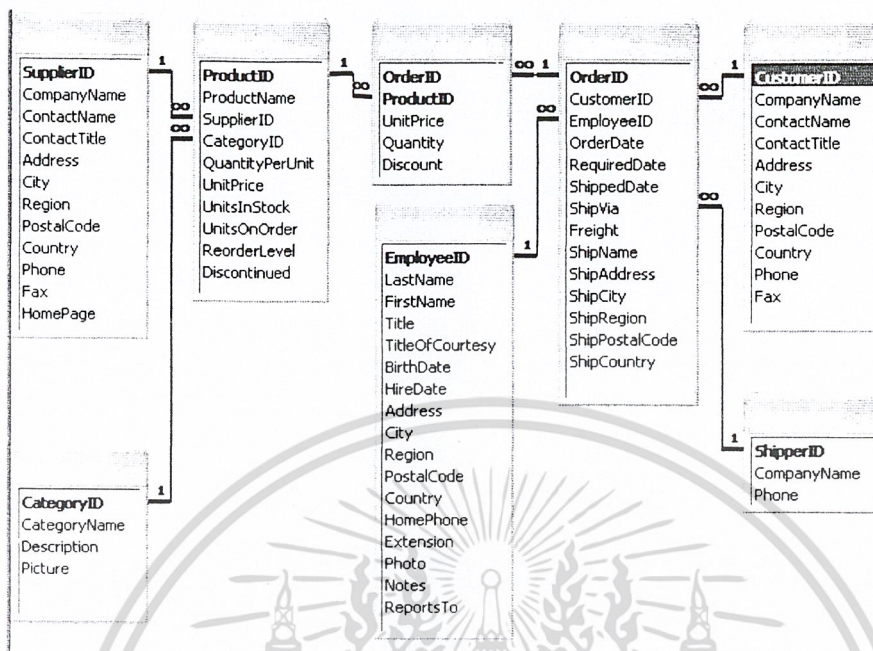 SupplierID
CompanyName
ContactName
ContactTitle
Address
City
Region
PostalCode
Country
Phone
Fax
HomePage
1
∞
∞
ProductID
ProductName
SupplierID
CategoryID
QuantityPerUnit
UnitPrice
UnitsInStock
UnitsOnOrder
ReorderLevel
Discontinued
1
∞
OrderID
ProductID
UnitPrice
Quantity
Discount
∞
1
∞
OrderID
CustomerID
EmployeeID
OrderDate
RequiredDate
ShippedDate
ShipVia
Freight
ShipName
ShipAddress
ShipCity
ShipRegion
ShipPostalCode
ShipCountry
1
∞
∞
CustomerID
CompanyName
ContactName
ContactTitle
Address
City
Region
PostalCode
Country
Phone
Fax
CategoryID
CategoryName
Description
Picture
1
EmployeeID
LastName
FirstName
Title
TitleOfCourtesy
BirthDate
HireDate
Address
City
Region
PostalCode
Country
HomePhone
Extension
Photo
Notes
ReportsTo
1
1
ShipperID
CompanyName
Phone